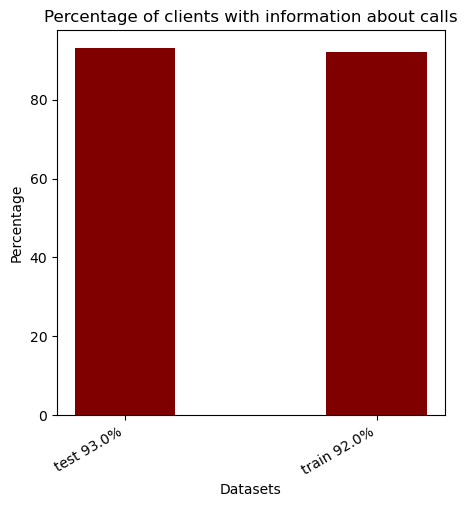 Percentage of clients with information about calls
Percentage
80
60
40
20
0
test 93.0%
train 92.0%
Datasets